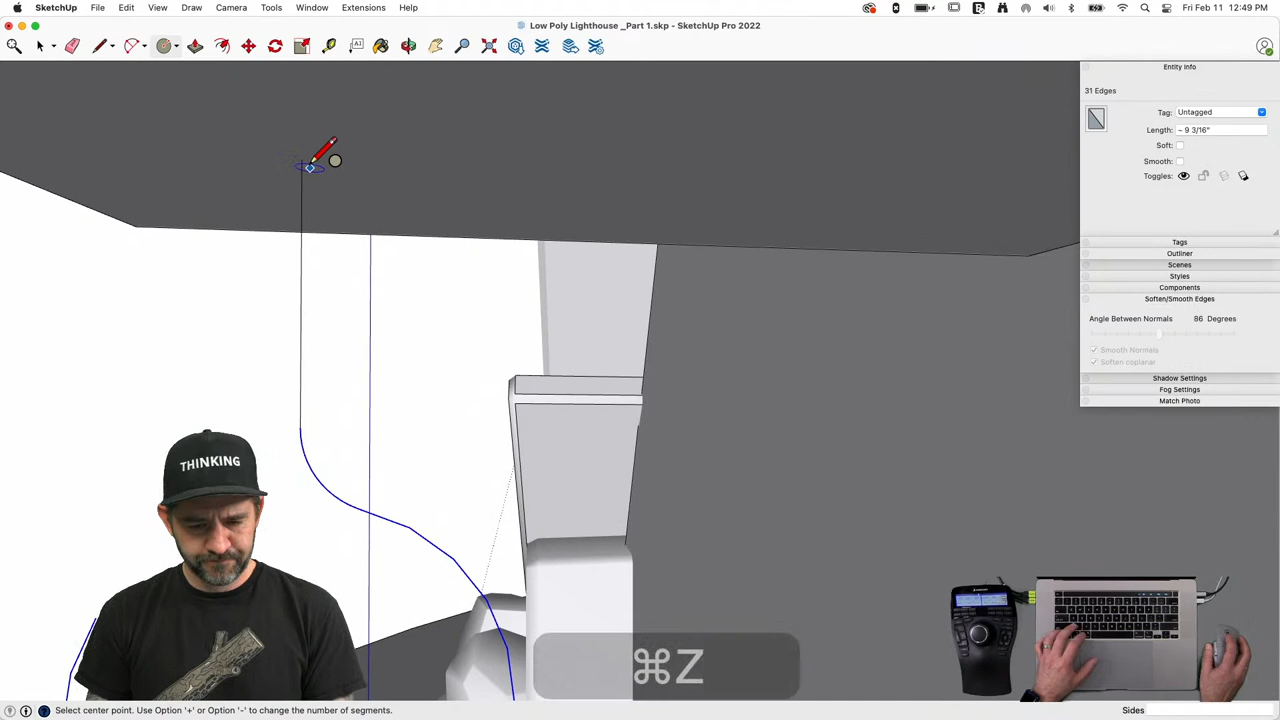 SketchUp File Edit View Draw Camera Tools Window Extensions Help
Fri Feb 11 12:49 PM
Low Poly Lighthouse _Part 1.skp - SketchUp Pro 2022
Entity Info
31 Edges
Tag: Untagged
Length: ~ 9 3/16"
Soft:
Smooth:
Toggles:
Tags
Outliner
Scenes
Styles
Components
Soften/Smooth Edges
Angle Between Normals 86 Degrees
Smooth Normals
Soften coplanar
Shadow Settings
Fog Settings
Match Photo
THINKING
⌘Z
Select center point. Use Option '+' or Option '-' to change the number of segments.
Sides